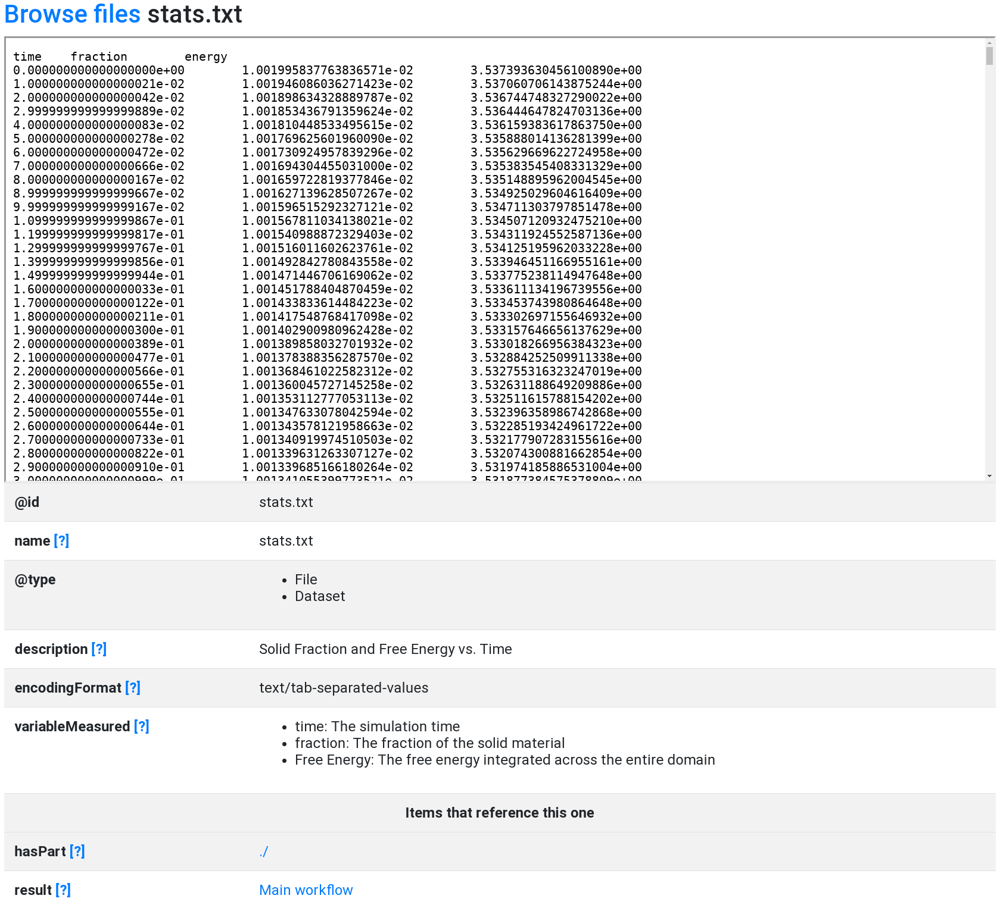 Browse files stats.txt
time fraction energy
0.000000000000000000e+00 1.001995837763836571e-02 3.537393630456100890e+00
1.000000000000000021e-02 1.001946086036271423e-02 3.537060706143875244e+00
2.000000000000000042e-02 1.001898634328889787e-02 3.536744748327290022e+00
2.999999999999999889e-02 1.001853436791359624e-02 3.536444647824703136e+00
4.000000000000000083e-02 1.001810448533495615e-02 3.536159383617863750e+00
5.000000000000000278e-02 1.001769625601960090e-02 3.535888014136281399e+00
6.000000000000000472e-02 1.001730924957839296e-02 3.535629669622724958e+00
7.000000000000000666e-02 1.001694304455031000e-02 3.535383545408331329e+00
8.000000000000000167e-02 1.001659722819377846e-02 3.535148895962004545e+00
8.999999999999999667e-02 1.001627139628507267e-02 3.534925029604616409e+00
9.999999999999999167e-02 1.001596515292327121e-02 3.534711303797851478e+00
1.099999999999999867e-01 1.001567811034138021e-02 3.534507120932475210e+00
1.199999999999999817e-01 1.001540988872329403e-02 3.534311924552587136e+00
1.299999999999999767e-01 1.001516011602623761e-02 3.534125195962033228e+00
1.399999999999999856e-01 1.001492842780843558e-02 3.533946451166955161e+00
1.499999999999999944e-01 1.001471446706169062e-02 3.533775238114947648e+00
1.600000000000000033e-01 1.001451788404870459e-02 3.533611134196739556e+00
1.700000000000000122e-01 1.001433833614484223e-02 3.533453743980864648e+00
1.800000000000000211e-01 1.001417548768417098e-02 3.533302697155646932e+00
1.900000000000000300e-01 1.001402900980962428e-02 3.533157646656137629e+00
2.000000000000000389e-01 1.001389858032701932e-02 3.533018266956384323e+00
2.100000000000000477e-01 1.001378388356287570e-02 3.532884252509911338e+00
2.200000000000000566e-01 1.001368461022582312e-02 3.532755316323247019e+00
2.300000000000000655e-01 1.001360045727145258e-02 3.532631188649209886e+00
2.400000000000000744e-01 1.001353112777053113e-02 3.532511615788154202e+00
2.500000000000000555e-01 1.001347633078042594e-02 3.532396358986742868e+00
2.600000000000000644e-01 1.001343578121958663e-02 3.532285193424961722e+00
2.700000000000000733e-01 1.001340919974510503e-02 3.532177907283155616e+00
2.800000000000000822e-01 1.001339631263307127e-02 3.532074300881662854e+00
2.900000000000000910e-01 1.001339685166180264e-02 3.531974185886531004e+00
3.000000000000000999e-01 1.001341055399773521e-02 3.531877384575378809e+00
@id stats.txt
name [?] stats.txt
@type
• File
• Dataset
description [?] Solid Fraction and Free Energy vs. Time
encodingFormat [?] text/tab-separated-values
variableMeasured [?]
• time: The simulation time
• fraction: The fraction of the solid material
• Free Energy: The free energy integrated across the entire domain
Items that reference this one
hasPart [?] ./
result [?] Main workflow